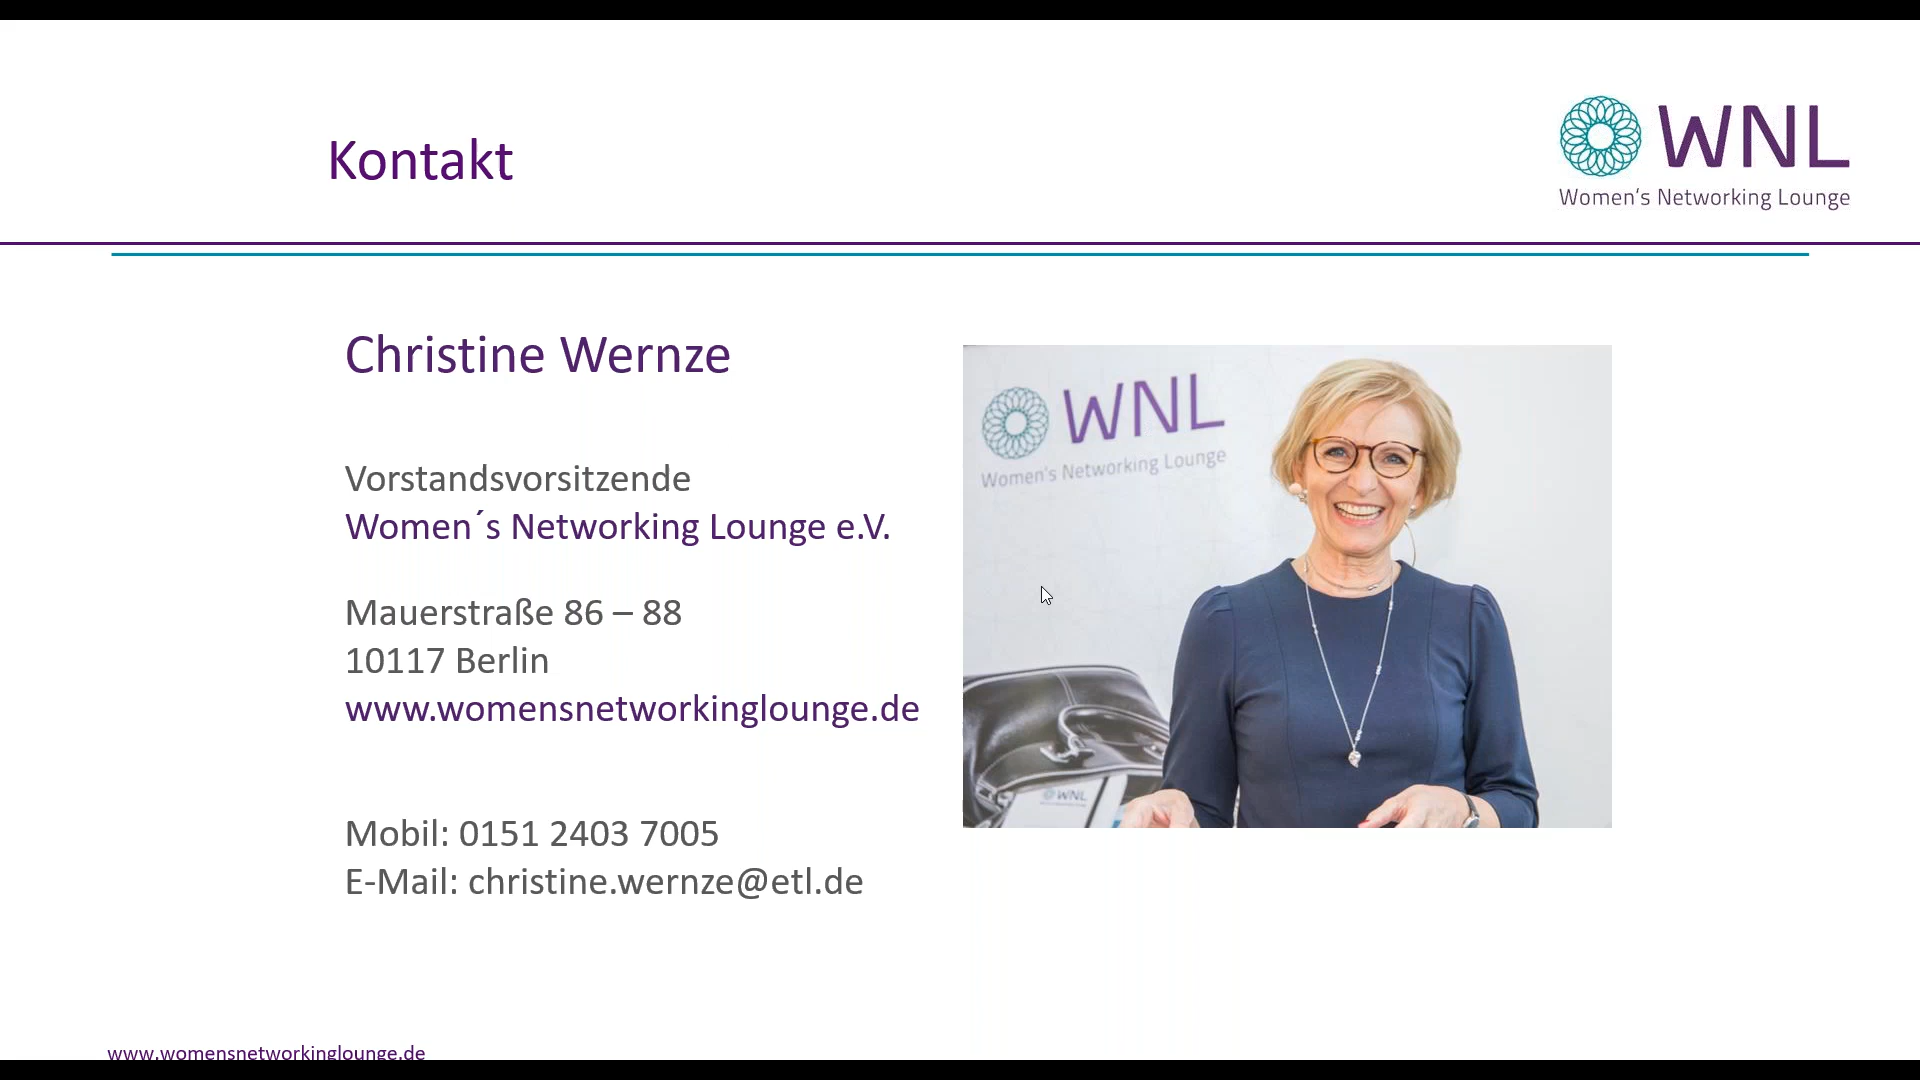 Kontakt
WNL
Women's Networking Lounge
Christine Wernze
Vorstandsvorsitzende
Women´s Networking Lounge e.V.
Mauerstraße 86 – 88
10117 Berlin
www.womensnetworkinglounge.de
Mobil: 0151 2403 7005
E-Mail: christine.wernze@etl.de
WNL
Women's Networking Lounge
WNL
www.womensnetworkinglounge.de